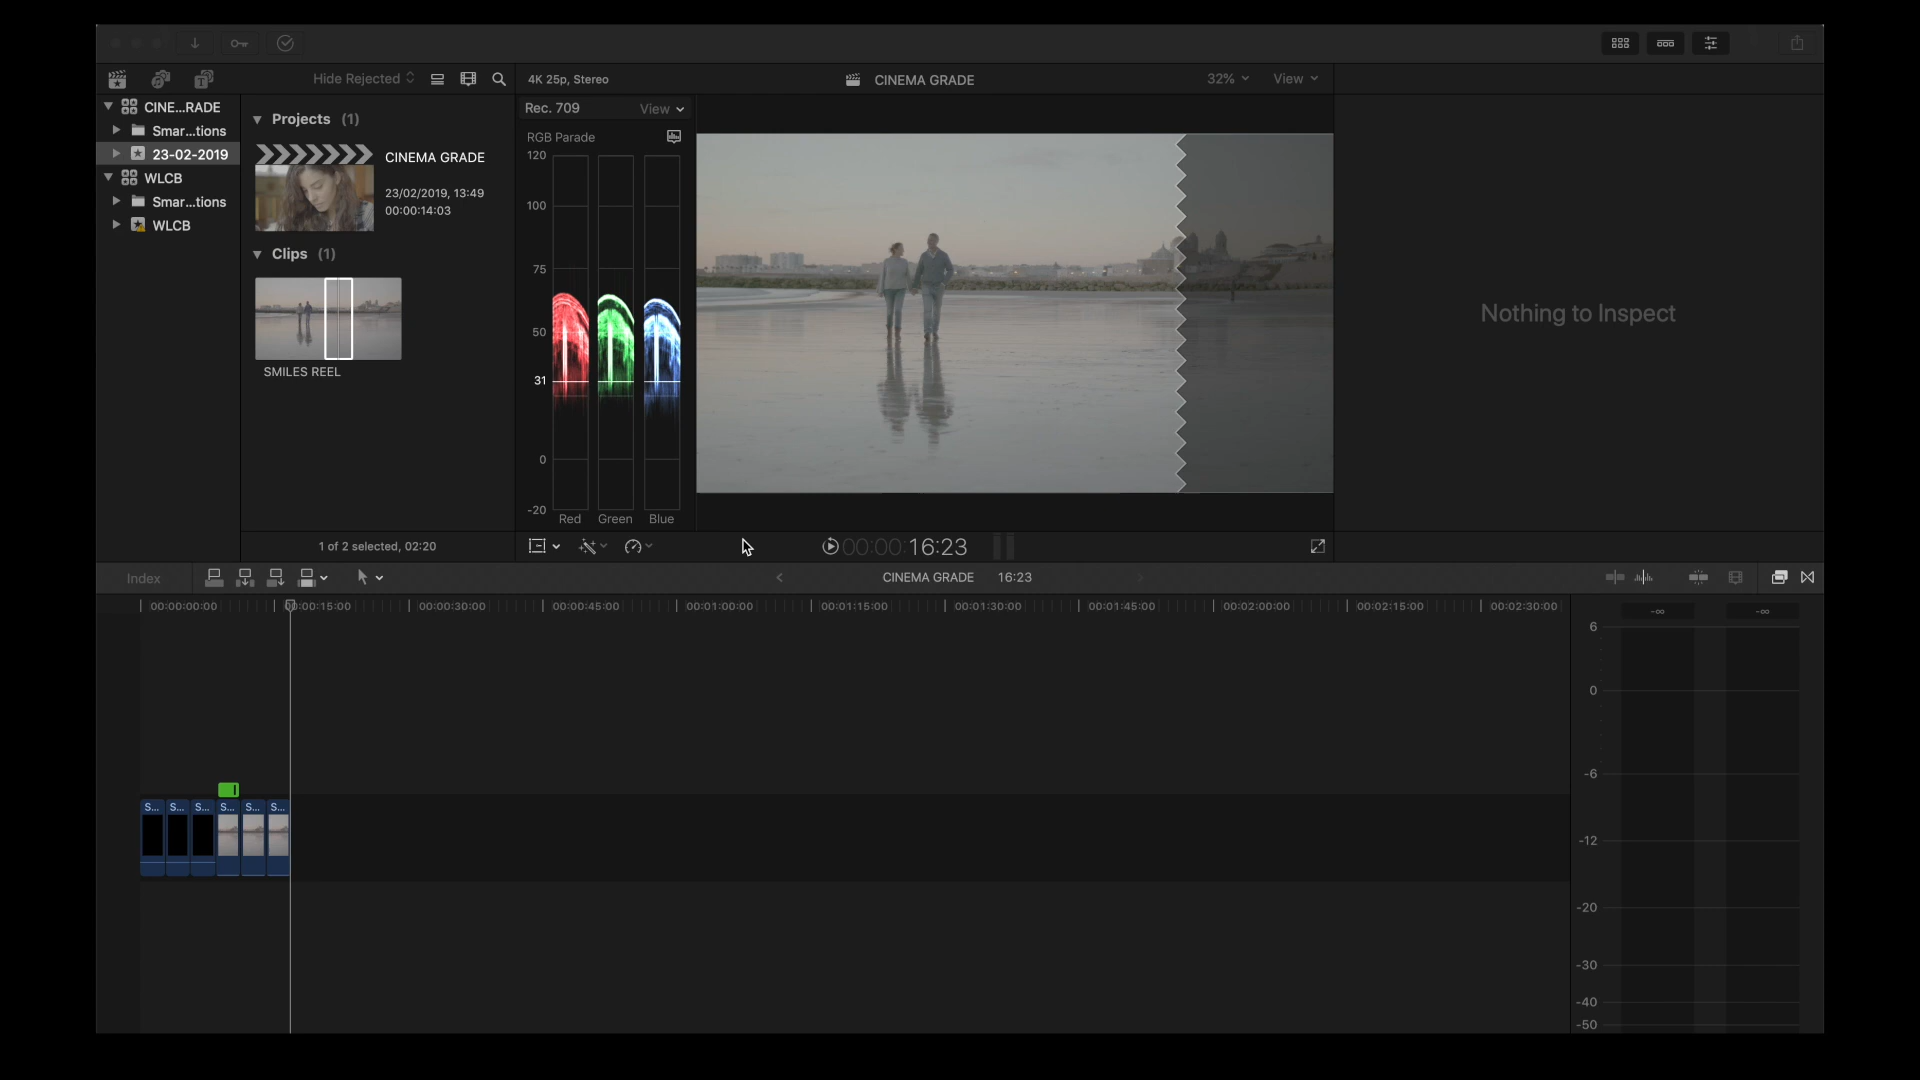 Hide Rejected
4K 25p, Stereo
CINEMA GRADE
32%
View
CINE...RADE
Smar...tions
23-02-2019
WLCB
Smar...tions
WLCB
Projects (1)
CINEMA GRADE
23/02/2019, 13:49
00:00:14:03
Clips (1)
SMILES REEL
1 of 2 selected, 02:20
Rec. 709
View
RGB Parade
120
100
75
50
31
0
-20
Red
Green
Blue
Nothing to Inspect
00:00:16:23
Index
CINEMA GRADE
16:23
00:00:00:00
00:00:15:00
00:00:30:00
00:00:45:00
00:01:00:00
00:01:15:00
00:01:30:00
00:01:45:00
00:02:00:00
00:02:15:00
00:02:30:00
S...
S...
S...
S...
S...
S...
-∞
-∞
6
0
-6
-12
-20
-30
-40
-50